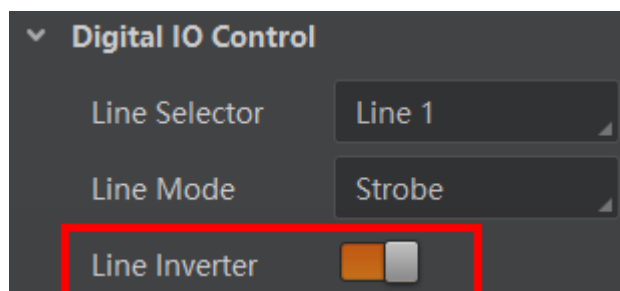 Digital IO Control
Line Selector Line 1
Line Mode Strobe
Line Inverter